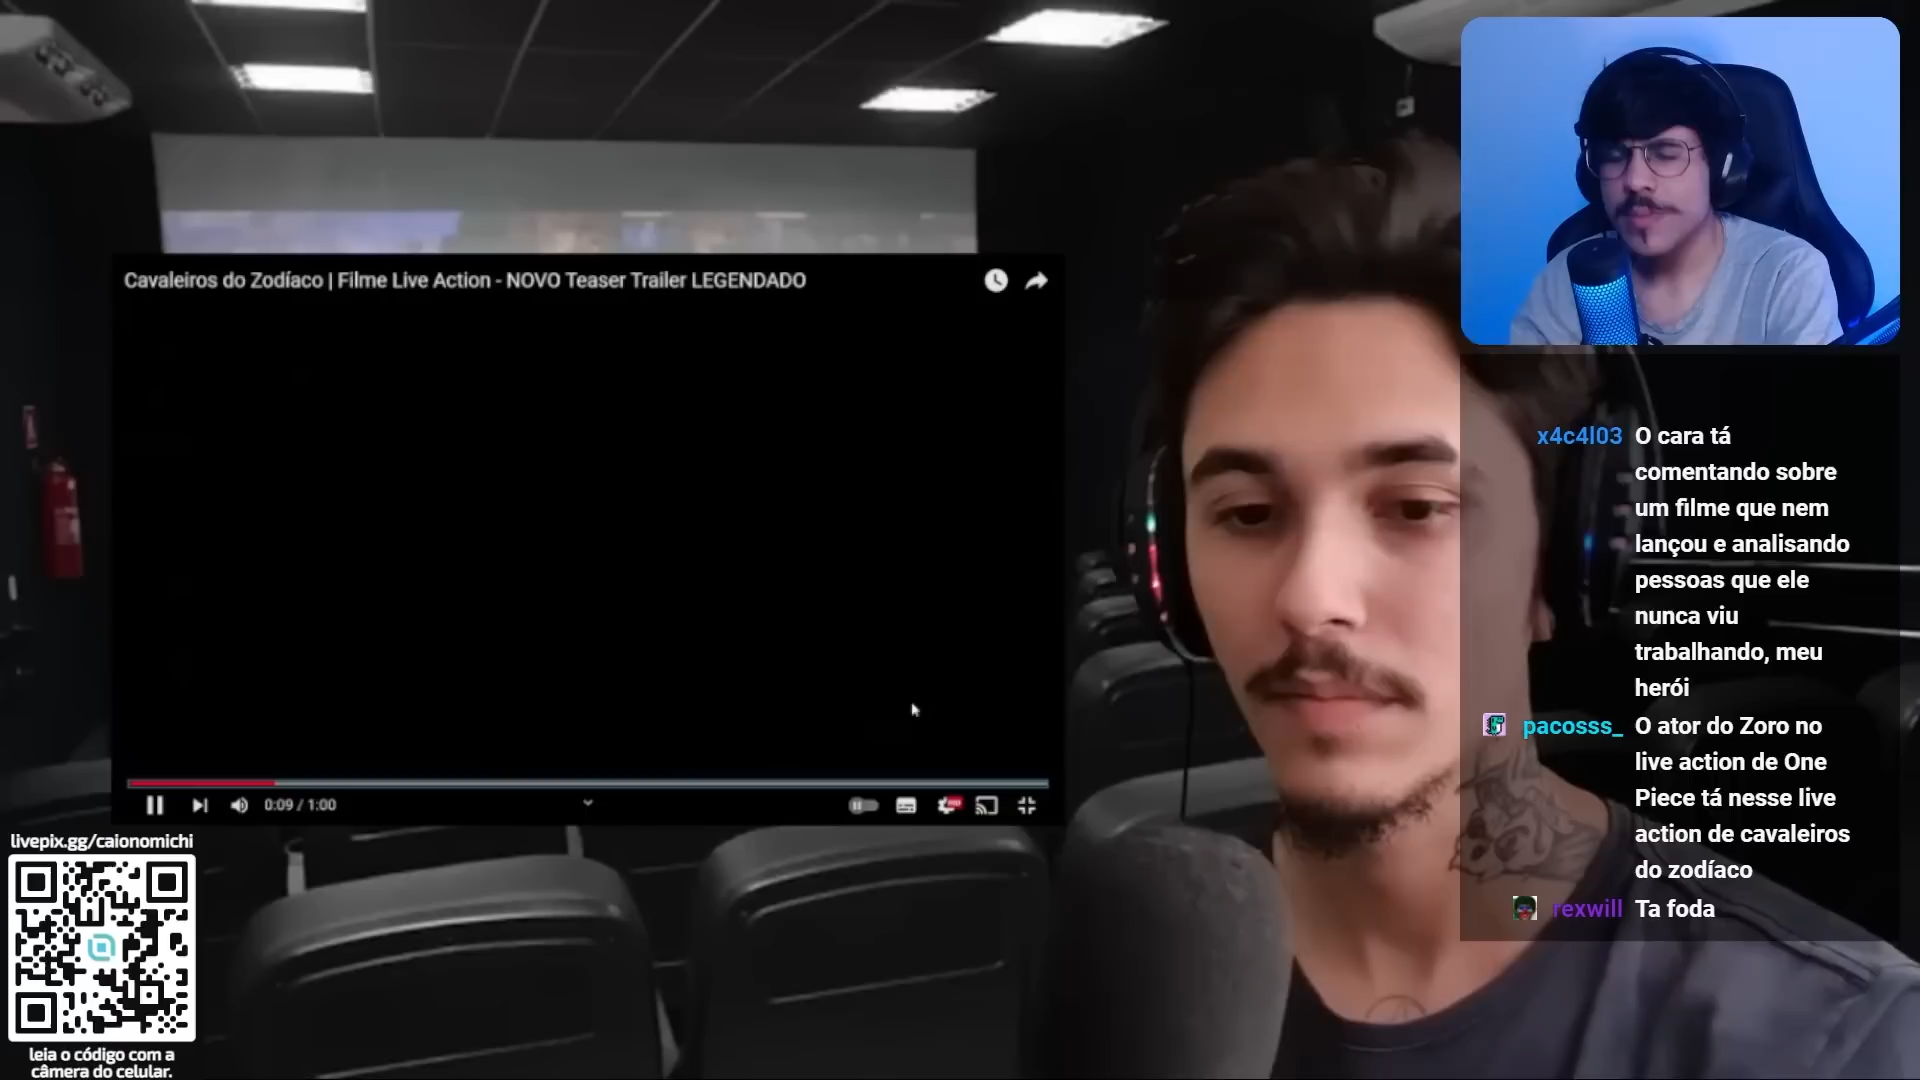 Cavaleiros do Zodíaco | Filme Live Action - NOVO Teaser Trailer LEGENDADO
0:09 / 1:00
livepix.gg/caionomichi
leia o código com a
câmera do celular.
x4c4l03 O cara tá
comentando sobre
um filme que nem
lançou e analisando
pessoas que ele
nunca viu
trabalhando, meu
herói
pacosss_ O ator do Zoro no
live action de One
Piece tá nesse live
action de cavaleiros
do zodíaco
rexwill Ta foda